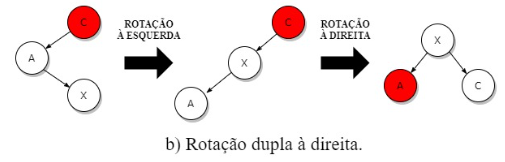 C
A
X
ROTAÇÃO
À ESQUERDA
C
X
A
ROTAÇÃO
À DIREITA
X
A
C
b) Rotação dupla à direita.